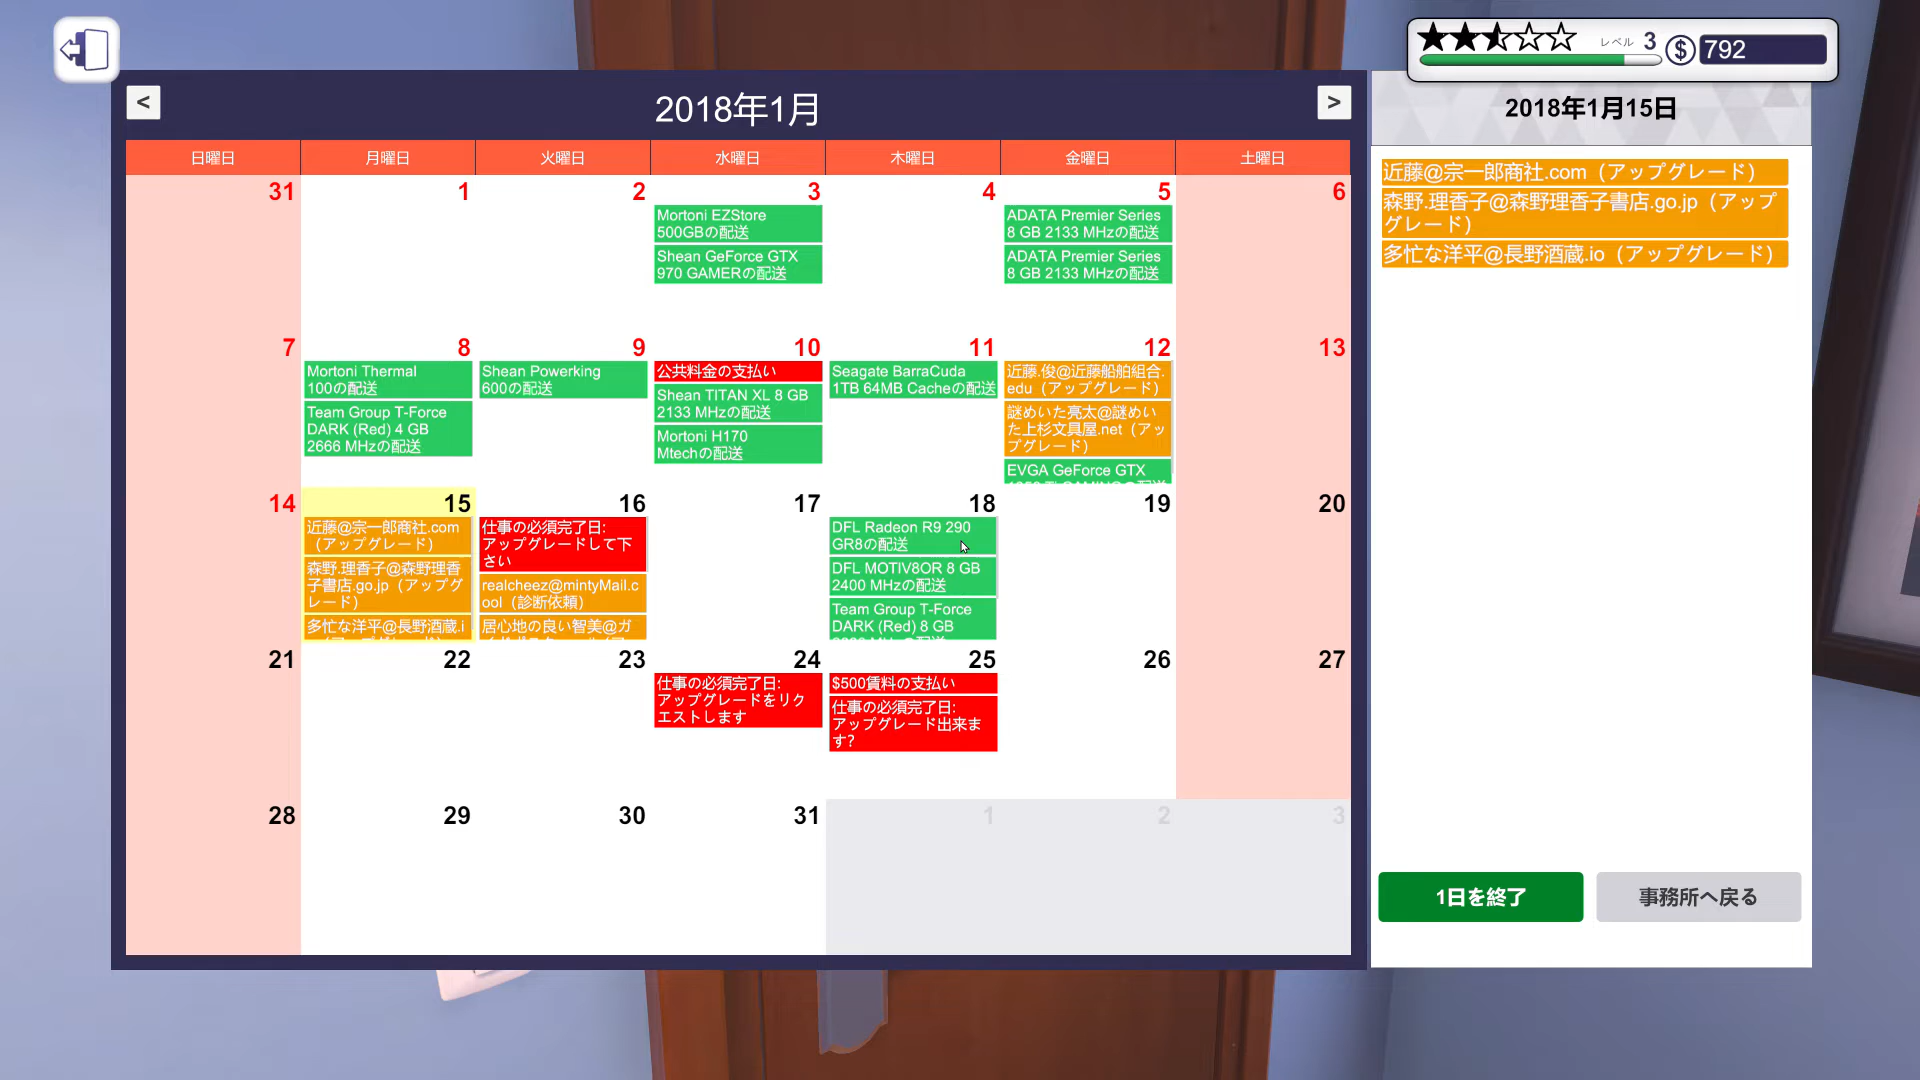 レベル 3
792
<
2018年1月
>
日曜日 月曜日 火曜日 水曜日 木曜日 金曜日 土曜日
31
1
2
3
Mortoni EZStore
500GBの配送
Shean GeForce GTX
970 GAMERの配送
4
5
ADATA Premier Series
8 GB 2133 MHzの配送
ADATA Premier Series
8 GB 2133 MHzの配送
6
7
8
Mortoni Thermal
100の配送
Team Group T-Force
DARK (Red) 4 GB
2666 MHzの配送
9
Shean Powerking
600の配送
10
公共料金の支払い
Shean TITAN XL 8 GB
2133 MHzの配送
Mortoni H170
Mtechの配送
11
Seagate BarraCuda
1TB 64MB Cacheの配送
12
近藤.俊@近藤船舶組合.
edu（アップグレード）
謎めいた亮太@謎めい
た上杉文具屋.net（アッ
プグレード）
EVGA GeForce GTX
13
14
15
近藤@宗一郎商社.com
（アップグレード）
森野.理香子@森野理香
子書店.go.jp（アップグ
レード）
多忙な洋平@長野酒蔵.i
16
仕事の必須完了日:
アップグレードして下
さい
realcheez@mintyMail.c
ool（診断依頼）
居心地の良い智美@ガ
17
18
DFL Radeon R9 290
GR8の配送
DFL MOTIV8OR 8 GB
2400 MHzの配送
Team Group T-Force
DARK (Red) 8 GB
19
20
21
22
23
24
仕事の必須完了日:
アップグレードをリク
エストします
25
$500賃料の支払い
仕事の必須完了日:
アップグレード出来ま
す?
26
27
28
29
30
31
1
2
3
2018年1月15日
近藤@宗一郎商社.com（アップグレード）
森野.理香子@森野理香子書店.go.jp（アップ
グレード）
多忙な洋平@長野酒蔵.io（アップグレード）
1日を終了
事務所へ戻る